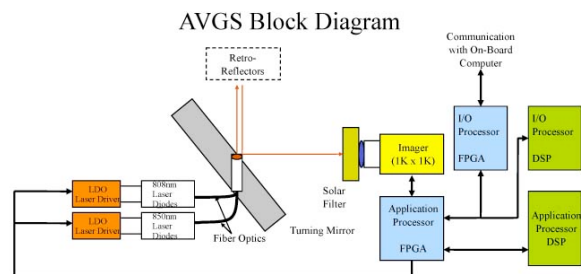 AVGS Block Diagram
Retro-
Reflectors
Communication
with On-Board
Computer
I/O
Processor
FPGA
I/O
Processor
DSP
Imager
(1K x 1K)
Solar
Filter
LDO
Laser Driver
808nm
Laser
Diodes
LDO
Laser Driver
850nm
Laser
Diodes
Fiber Optics
Tuming Mirror
Application
Processor
FPGA
Application
Processor
DSP